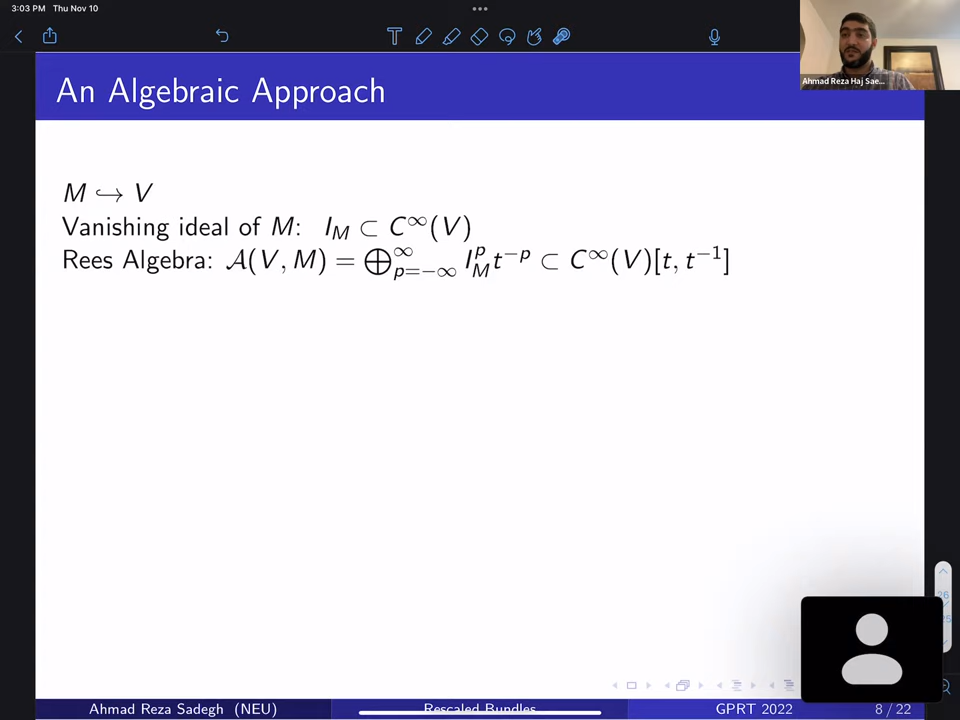 3:03 PM Thu Nov 10
Ahmad Reza Haj Sae...
An Algebraic Approach
M ↪ V
Vanishing ideal of M: I_M ⊂ C^∞(V)
Rees Algebra: 𝒜(V, M) = ⊕_{p=−∞}^{∞} I_M^p t^{−p} ⊂ C^∞(V)[t, t^{−1}]
Ahmad Reza Sadegh (NEU) Rescaled Bundles GPRT 2022 8 / 22